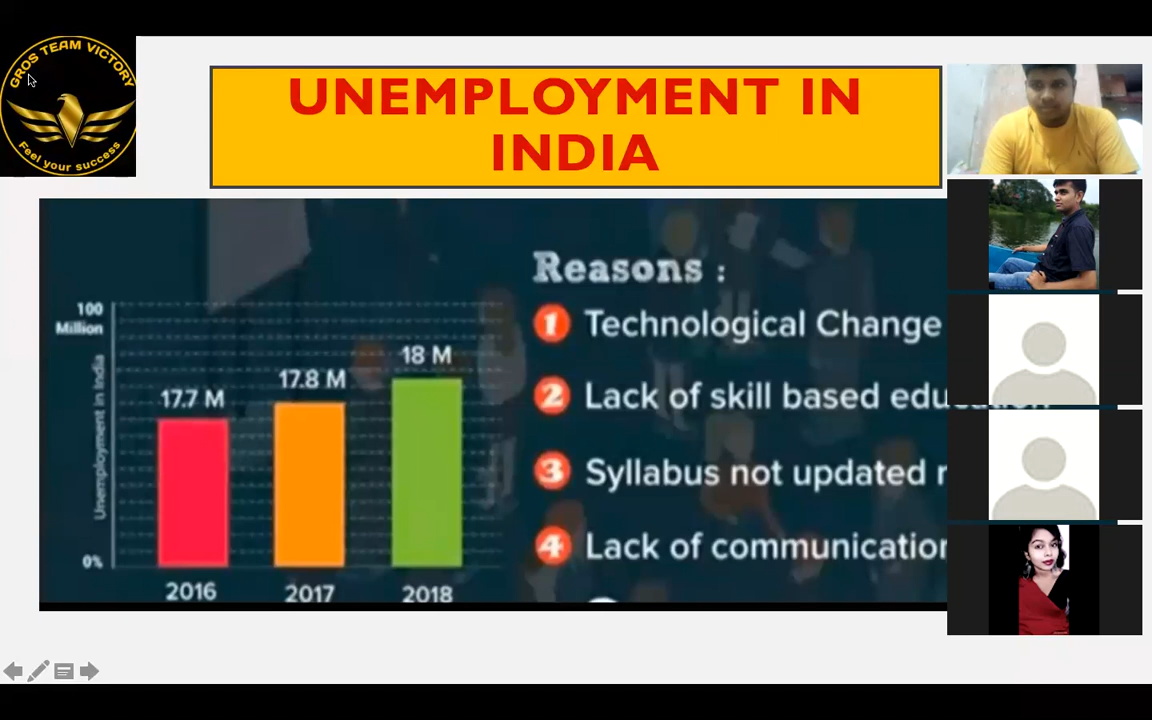 GROS TEAM VICTORY
Feel your success
UNEMPLOYMENT IN
INDIA
100
Million
Unemployment in India
0%
17.7 M
17.8 M
18 M
2016
2017
2018
Reasons :
1 Technological Change
2 Lack of skill based education
3 Syllabus not updated
4 Lack of communication